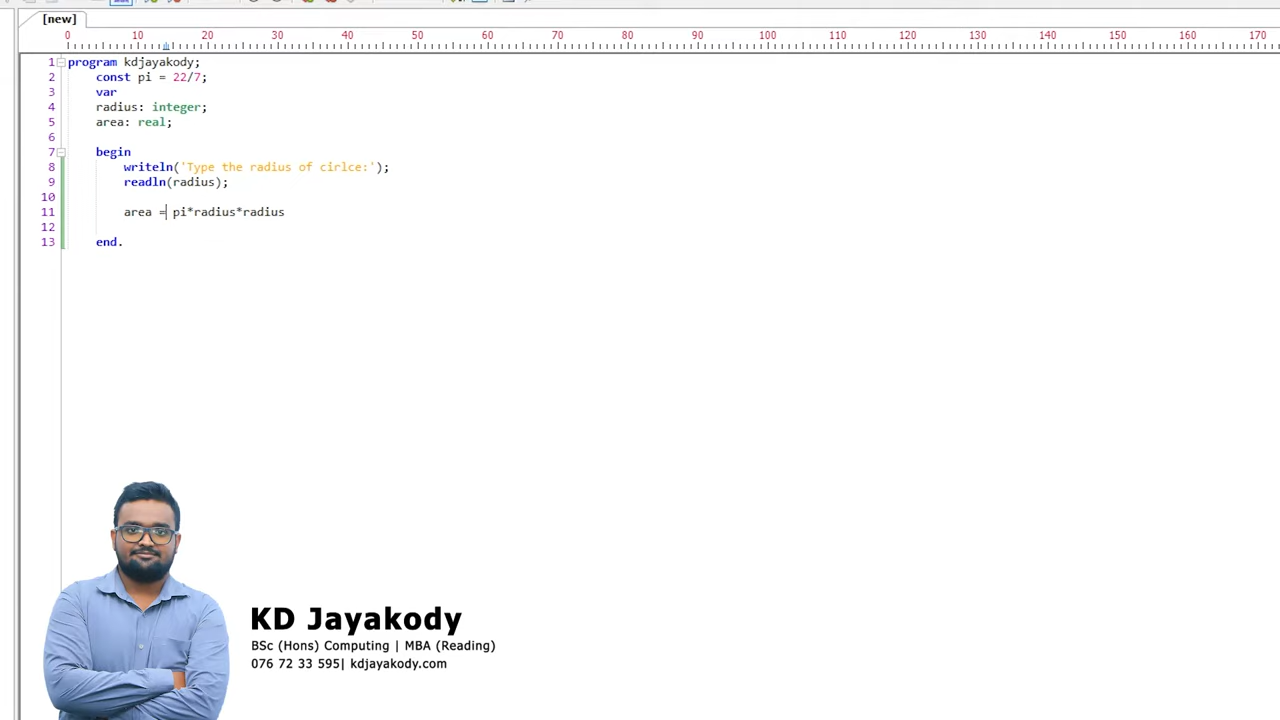 [new]
0 10 20 30 40 50 60 70 80 90 100 110 120 130 140 150 160 170
1 program kdjayakody;
2 const pi = 22/7;
3 var
4 radius: integer;
5 area: real;
6
7 begin
8 writeln('Type the radius of cirlce:');
9 readln(radius);
10
11 area = pi*radius*radius
12
13 end.
KD Jayakody
BSc (Hons) Computing | MBA (Reading)
076 72 33 595| kdjayakody.com